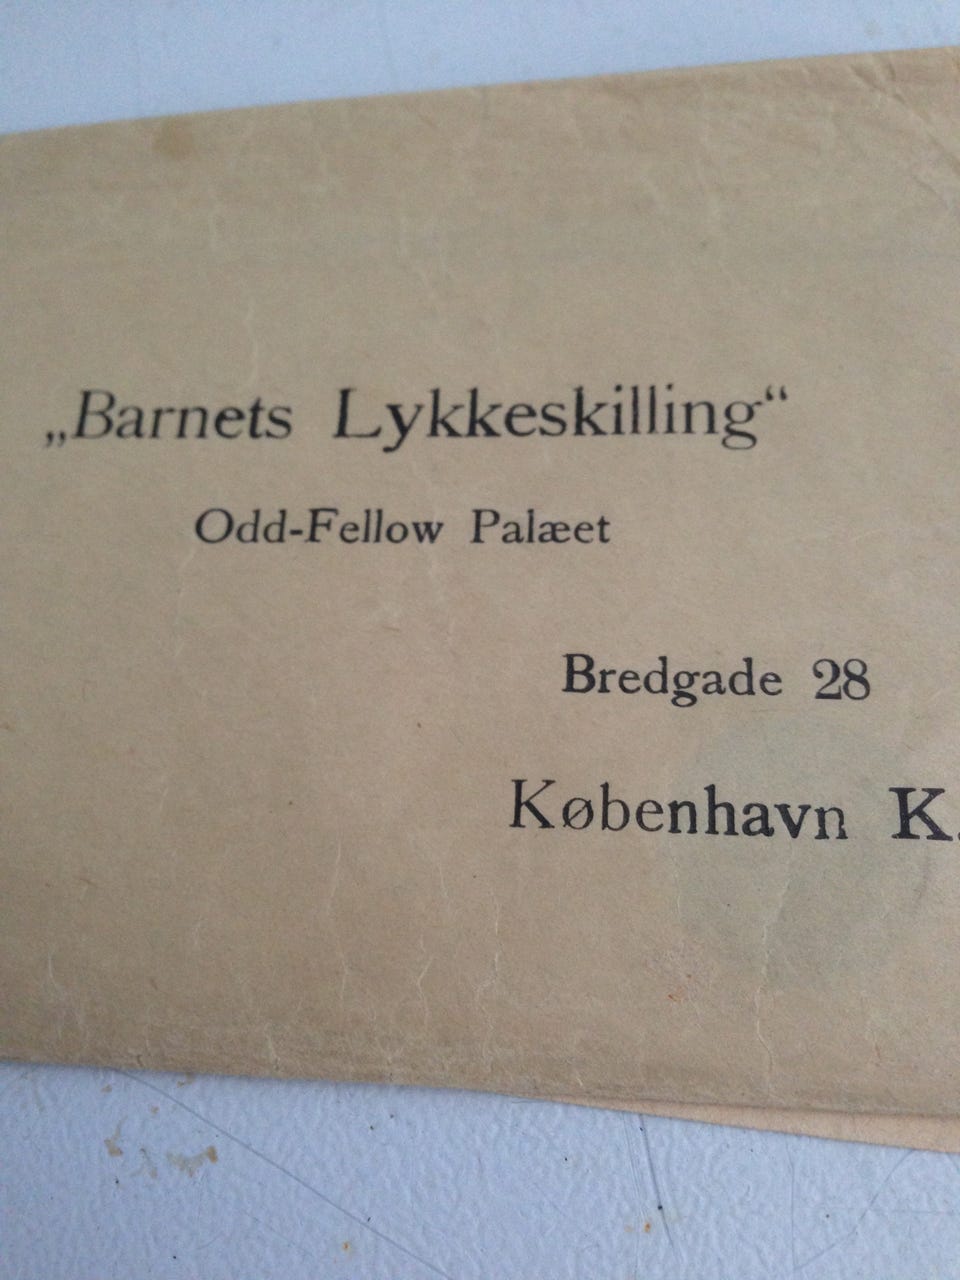 „Barnets Lykkeskilling“
Odd-Fellow Palæet
Bredgade 28
København K.